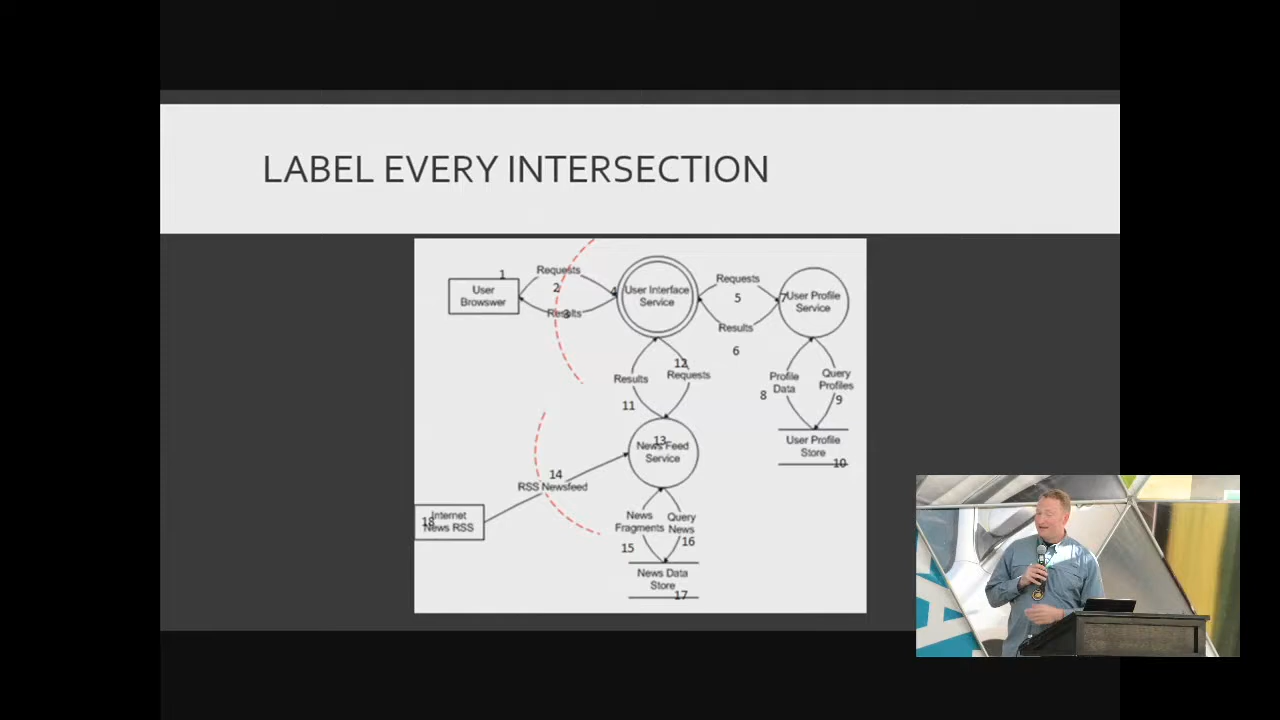 LABEL EVERY INTERSECTION
1
User
Browswer
Requests
2
Results
3
4
User Interface
Service
Requests
5
Results
6
7
User Profile
Service
Profile
Data
8
Query
Profiles
9
User Profile
Store
10
Results
11
12
Requests
13
News Feed
Service
14
RSS Newsfeed
Internet
News RSS
18
News
Fragments
15
Query
News
16
News Data
Store
17